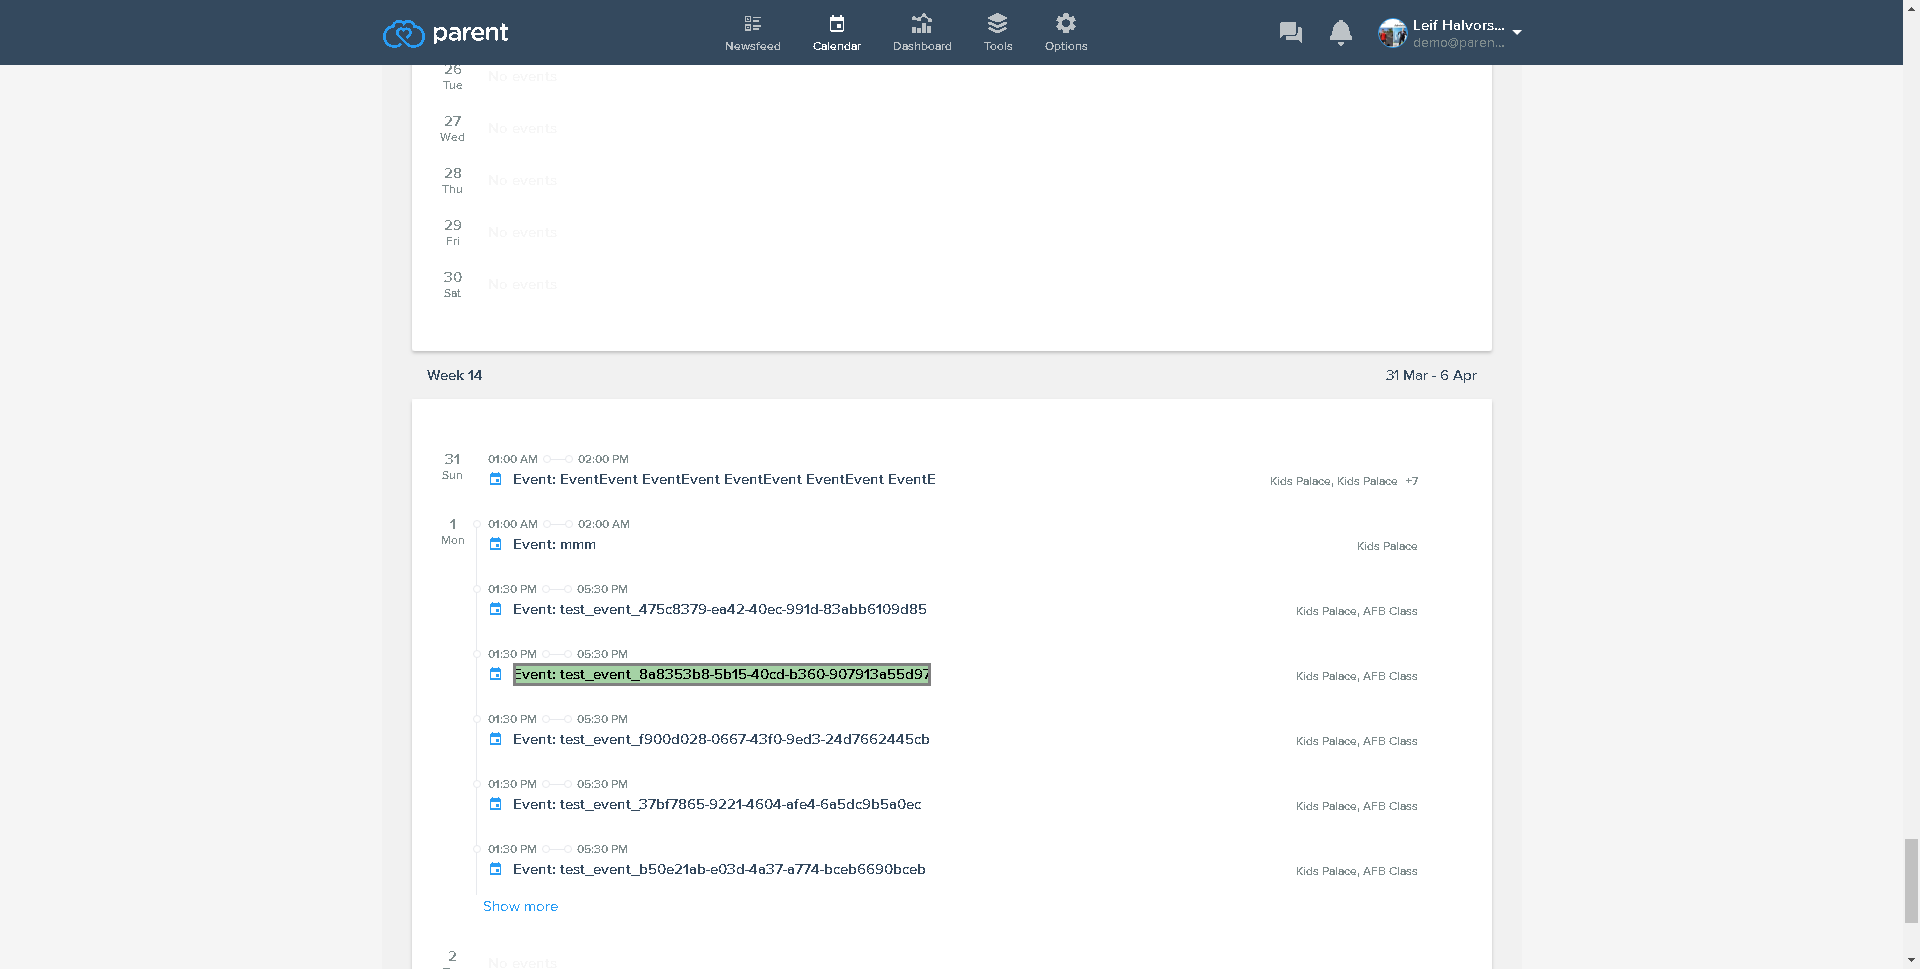 parent
Newsfeed
Calendar
Dashboard
Tools
Options
Leif Halvors...
demo@paren...
26
Tue
No events
27
Wed
No events
28
Thu
No events
29
Fri
No events
30
Sat
No events
Week 14
31 Mar - 6 Apr
31
Sun
01:00 AM 02:00 PM
Event: EventEvent EventEvent EventEvent EventEvent EventE
Kids Palace, Kids Palace +7
1
Mon
01:00 AM 02:00 AM
Event: mmm
Kids Palace
01:30 PM 05:30 PM
Event: test_event_475c8379-ea42-40ec-991d-83abb6109d85
Kids Palace, AFB Class
01:30 PM 05:30 PM
Event: test_event_8a8353b8-5b15-40cd-b360-907913a55d97
Kids Palace, AFB Class
01:30 PM 05:30 PM
Event: test_event_f900d028-0667-43f0-9ed3-24d7662445cb
Kids Palace, AFB Class
01:30 PM 05:30 PM
Event: test_event_37bf7865-9221-4604-afe4-6a5dc9b5a0ec
Kids Palace, AFB Class
01:30 PM 05:30 PM
Event: test_event_b50e21ab-e03d-4a37-a774-bceb6690bceb
Kids Palace, AFB Class
Show more
2
No events